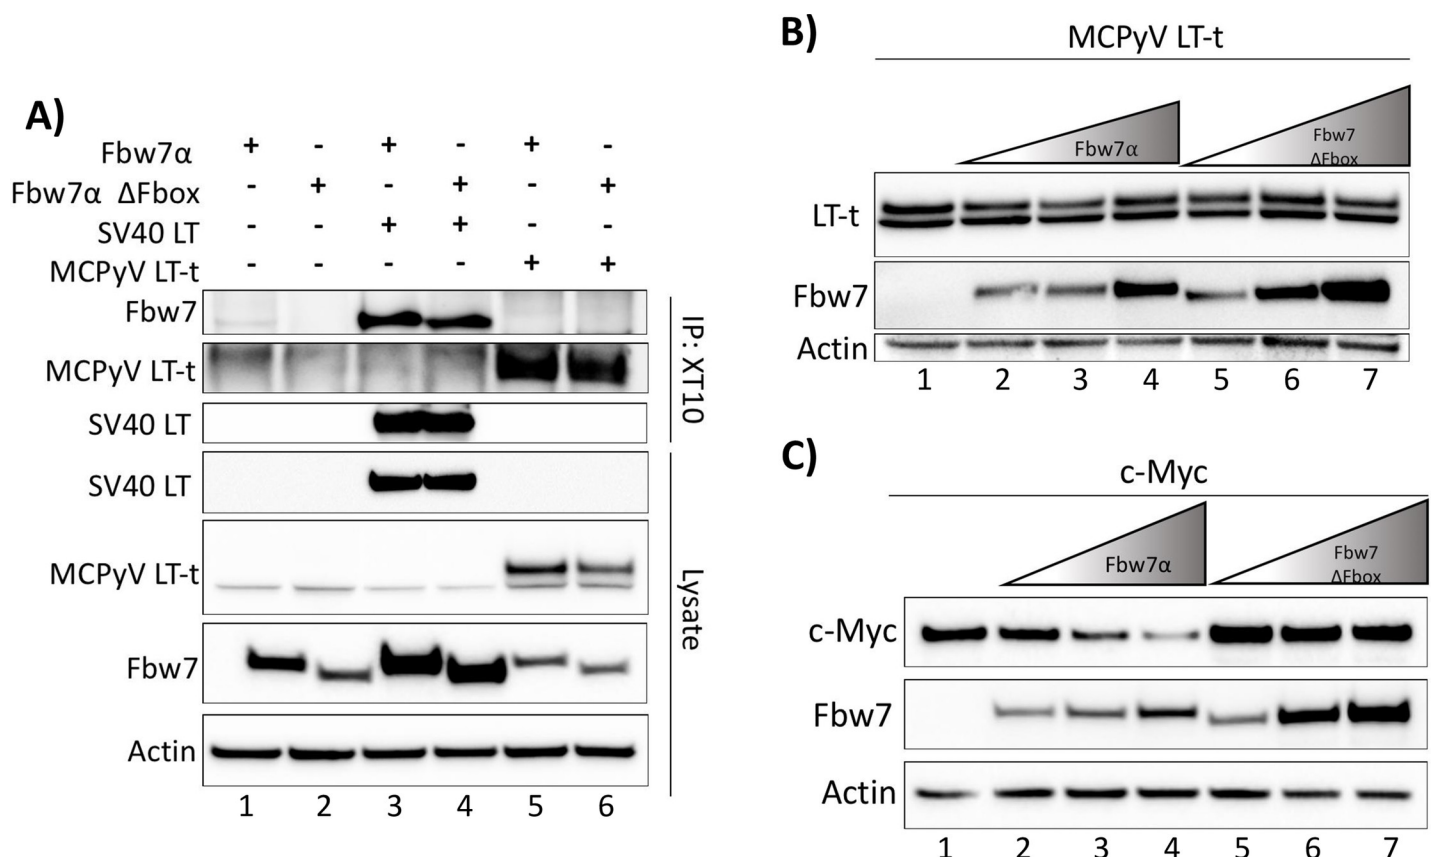 A)
Fbw7α + - + - + -
Fbw7α ΔFbox - + - + - +
SV40 LT - - + + - -
MCPyV LT-t - - - - + +
Fbw7
MCPyV LT-t
SV40 LT
IP: XT10
SV40 LT
MCPyV LT-t
Fbw7
Actin
Lysate
1 2 3 4 5 6
B)
MCPyV LT-t
Fbw7α
Fbw7
ΔFbox
LT-t
Fbw7
Actin
1 2 3 4 5 6 7
C)
c-Myc
Fbw7α
Fbw7
ΔFbox
c-Myc
Fbw7
Actin
1 2 3 4 5 6 7